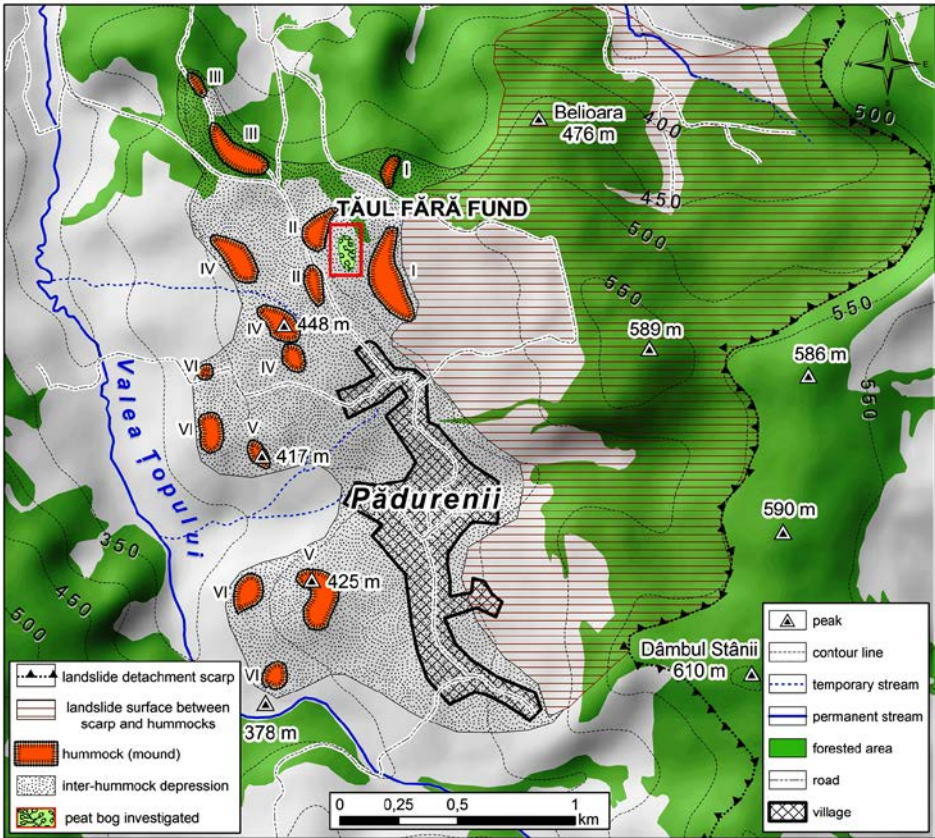 N
W E
S
III
III
I
Belioara
476 m
400
500
450
500
TĂUL FĂRĂ FUND
II
IV
II
I
550
550
IV
448 m
589 m
586 m
IV
VI
550
VI
V
417 m
Valea Țopului
Pădurenii
590 m
350
500
V
425 m
VI
Dâmbul Stânii
610 m
VI
378 m
landslide detachment scarp
landslide surface between
scarp and hummocks
hummock (mound)
inter-hummock depression
peat bog investigated
0 0,25 0,5 1
km
peak
contour line
temporary stream
permanent stream
forested area
road
village